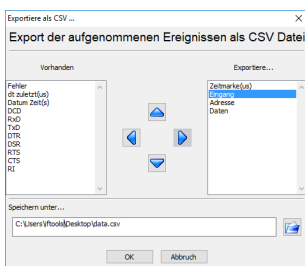 Exportiere als CSV ...
Export der aufgenommenen Ereignissen als CSV Datei
Vorhanden
Exportiere...
Fehler
dt zuletzt(us)
Datum Zeit(s)
DCD
RxD
TxD
DTR
DSR
RTS
CTS
RI
Zeitmarke(us)
Eingang
Adresse
Daten
Speichern unter...
C:\Users\iftools\Desktop\data.csv
OK
Abbruch